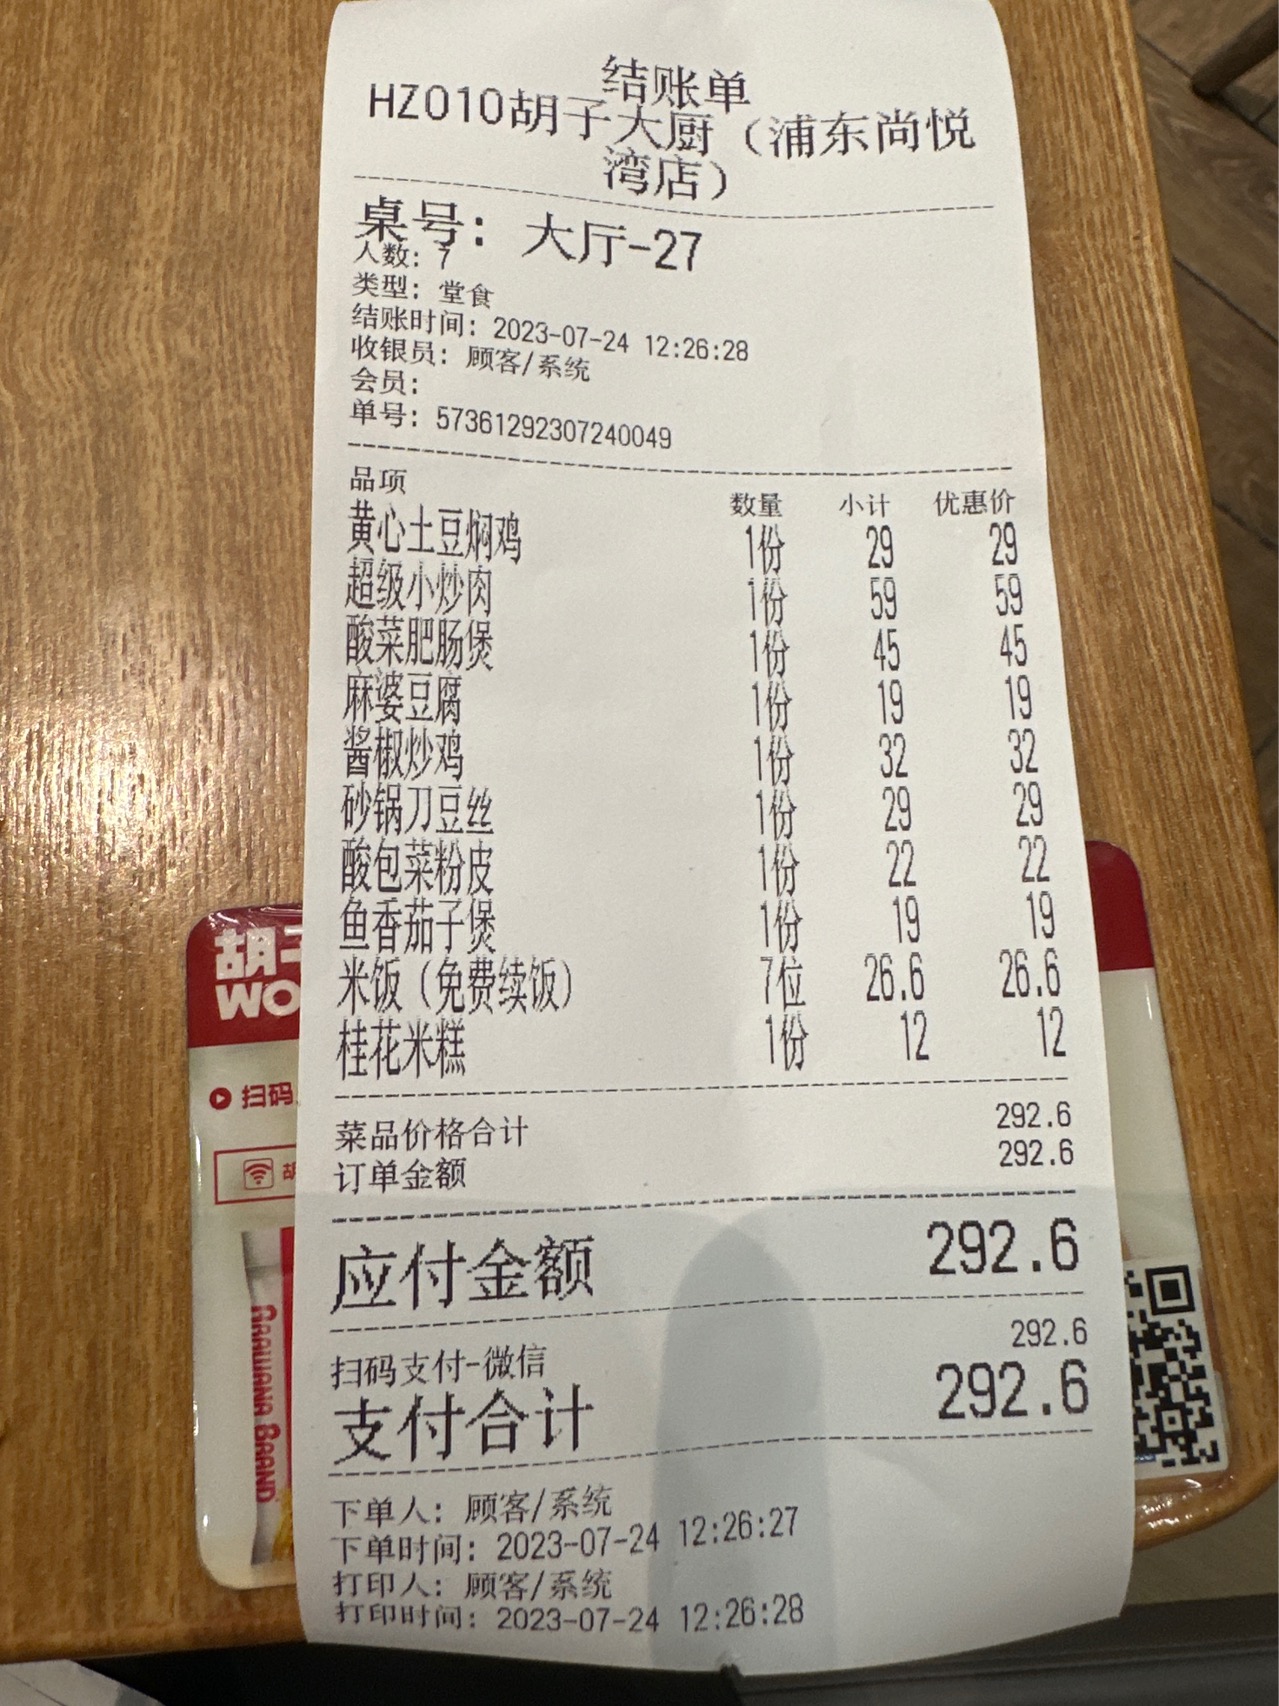 结账单
HZ010胡子大厨（浦东尚悦
湾店）
桌号：大厅-27
人数：7
类型：堂食
结账时间：2023-07-24 12:26:28
收银员：顾客/系统
会员：
单号：57361292307240049
品项 数量 小计 优惠价
黄心土豆焖鸡 1份 29 29
超级小炒肉 1份 59 59
酸菜肥肠煲 1份 45 45
麻婆豆腐 1份 19 19
酱椒炒鸡 1份 32 32
砂锅刀豆丝 1份 29 29
酸包菜粉皮 1份 22 22
鱼香茄子煲 1份 19 19
米饭（免费续饭） 7位 26.6 26.6
桂花米糕 1份 12 12
菜品价格合计 292.6
订单金额 292.6
应付金额 292.6
扫码支付-微信 292.6
支付合计 292.6
下单人：顾客/系统
下单时间：2023-07-24 12:26:27
打印人：顾客/系统
打印时间：2023-07-24 12:26:28
胡
WO
扫码
胡